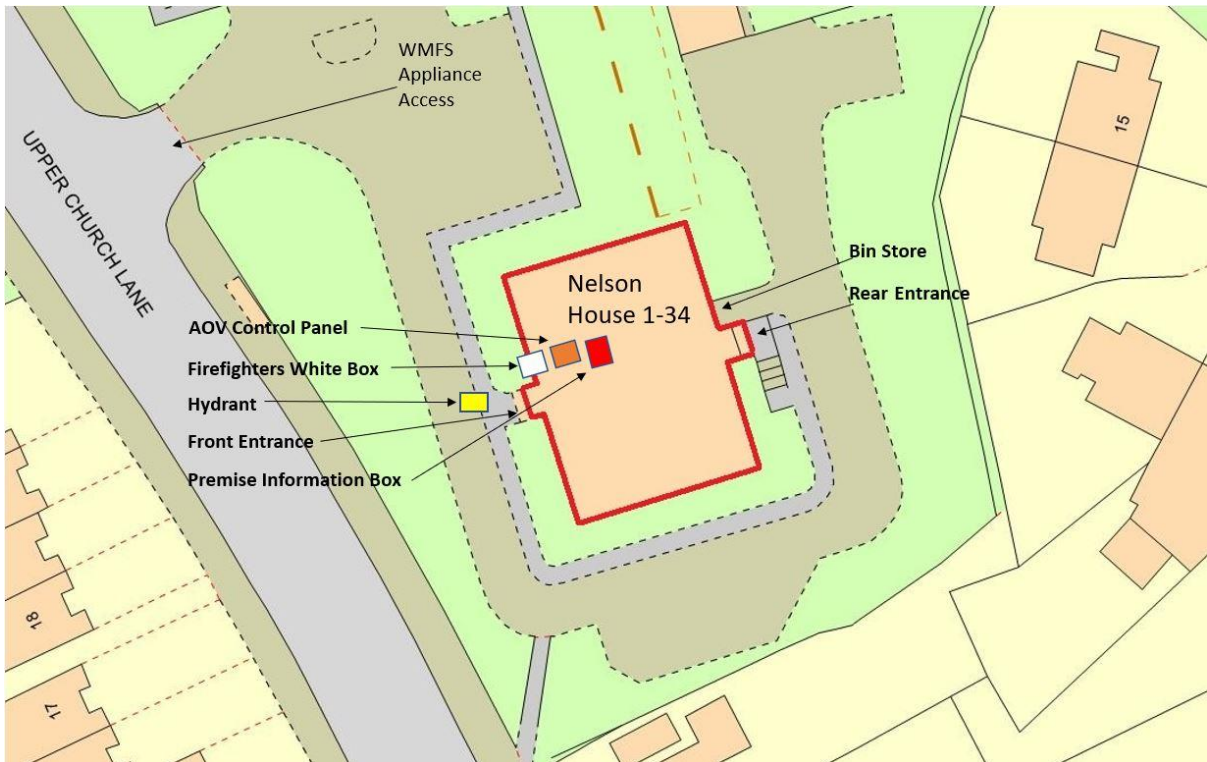 WMFS
Appliance
Access
UPPER CHURCH LANE
15
Nelson
House 1-34
Bin Store
Rear Entrance
AOV Control Panel
Firefighters White Box
Hydrant
Front Entrance
Premise Information Box
18
17